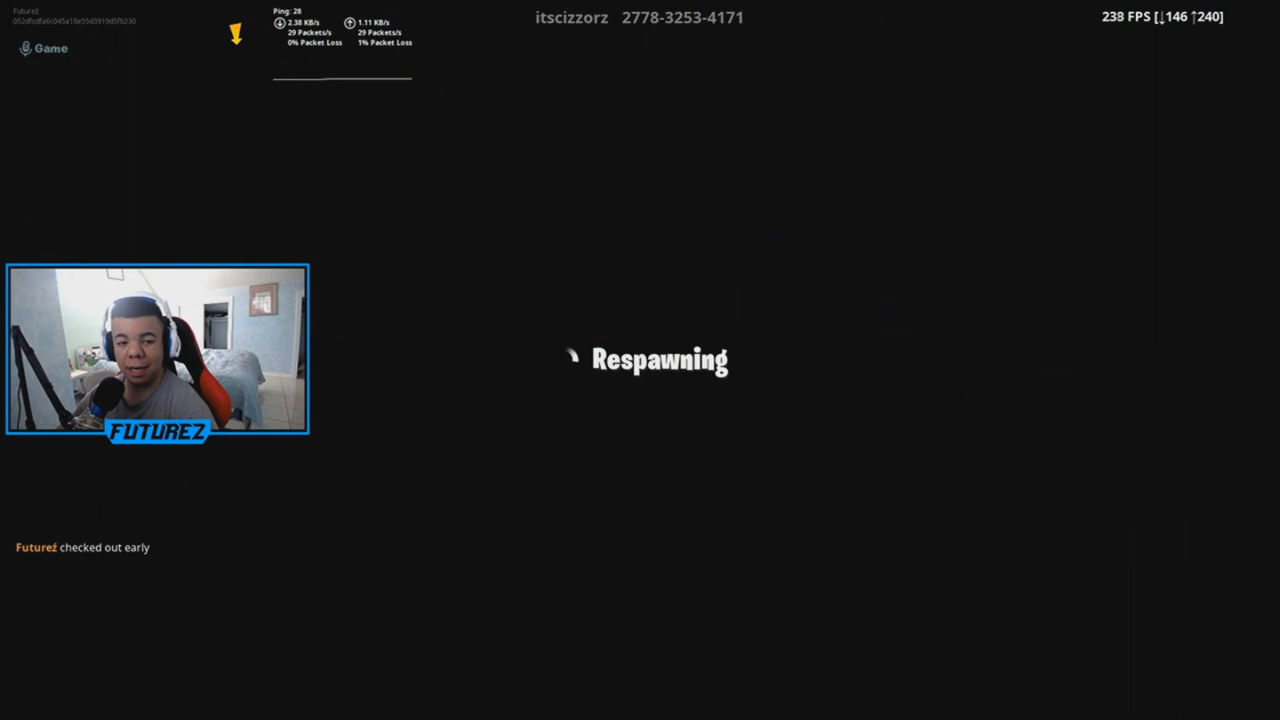 Futurež
Game
Ping: 28
2.38 KB/s
1.11 KB/s
29 Packets/s
29 Packets/s
0% Packet Loss
1% Packet Loss
itscizzorz 2778-3253-4171
238 FPS [↓146 ↑240]
Respawning
FUTUREZ
Futurež checked out early